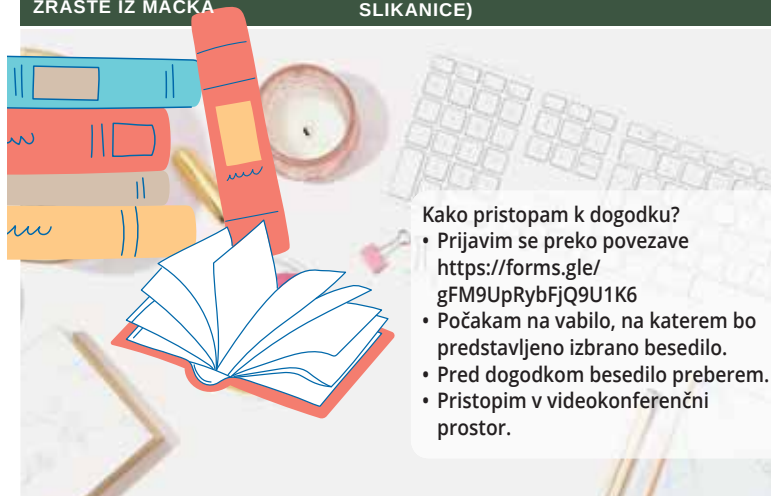 ZRASTE IZ MAČKA
SLIKANICE)
Kako pristopam k dogodku?
• Prijavim se preko povezave
https://forms.gle/
gFM9UpRybFjQ9U1K6
• Počakam na vabilo, na katerem bo
predstavljeno izbrano besedilo.
• Pred dogodkom besedilo preberem.
• Pristopim v videokonferenčni
prostor.